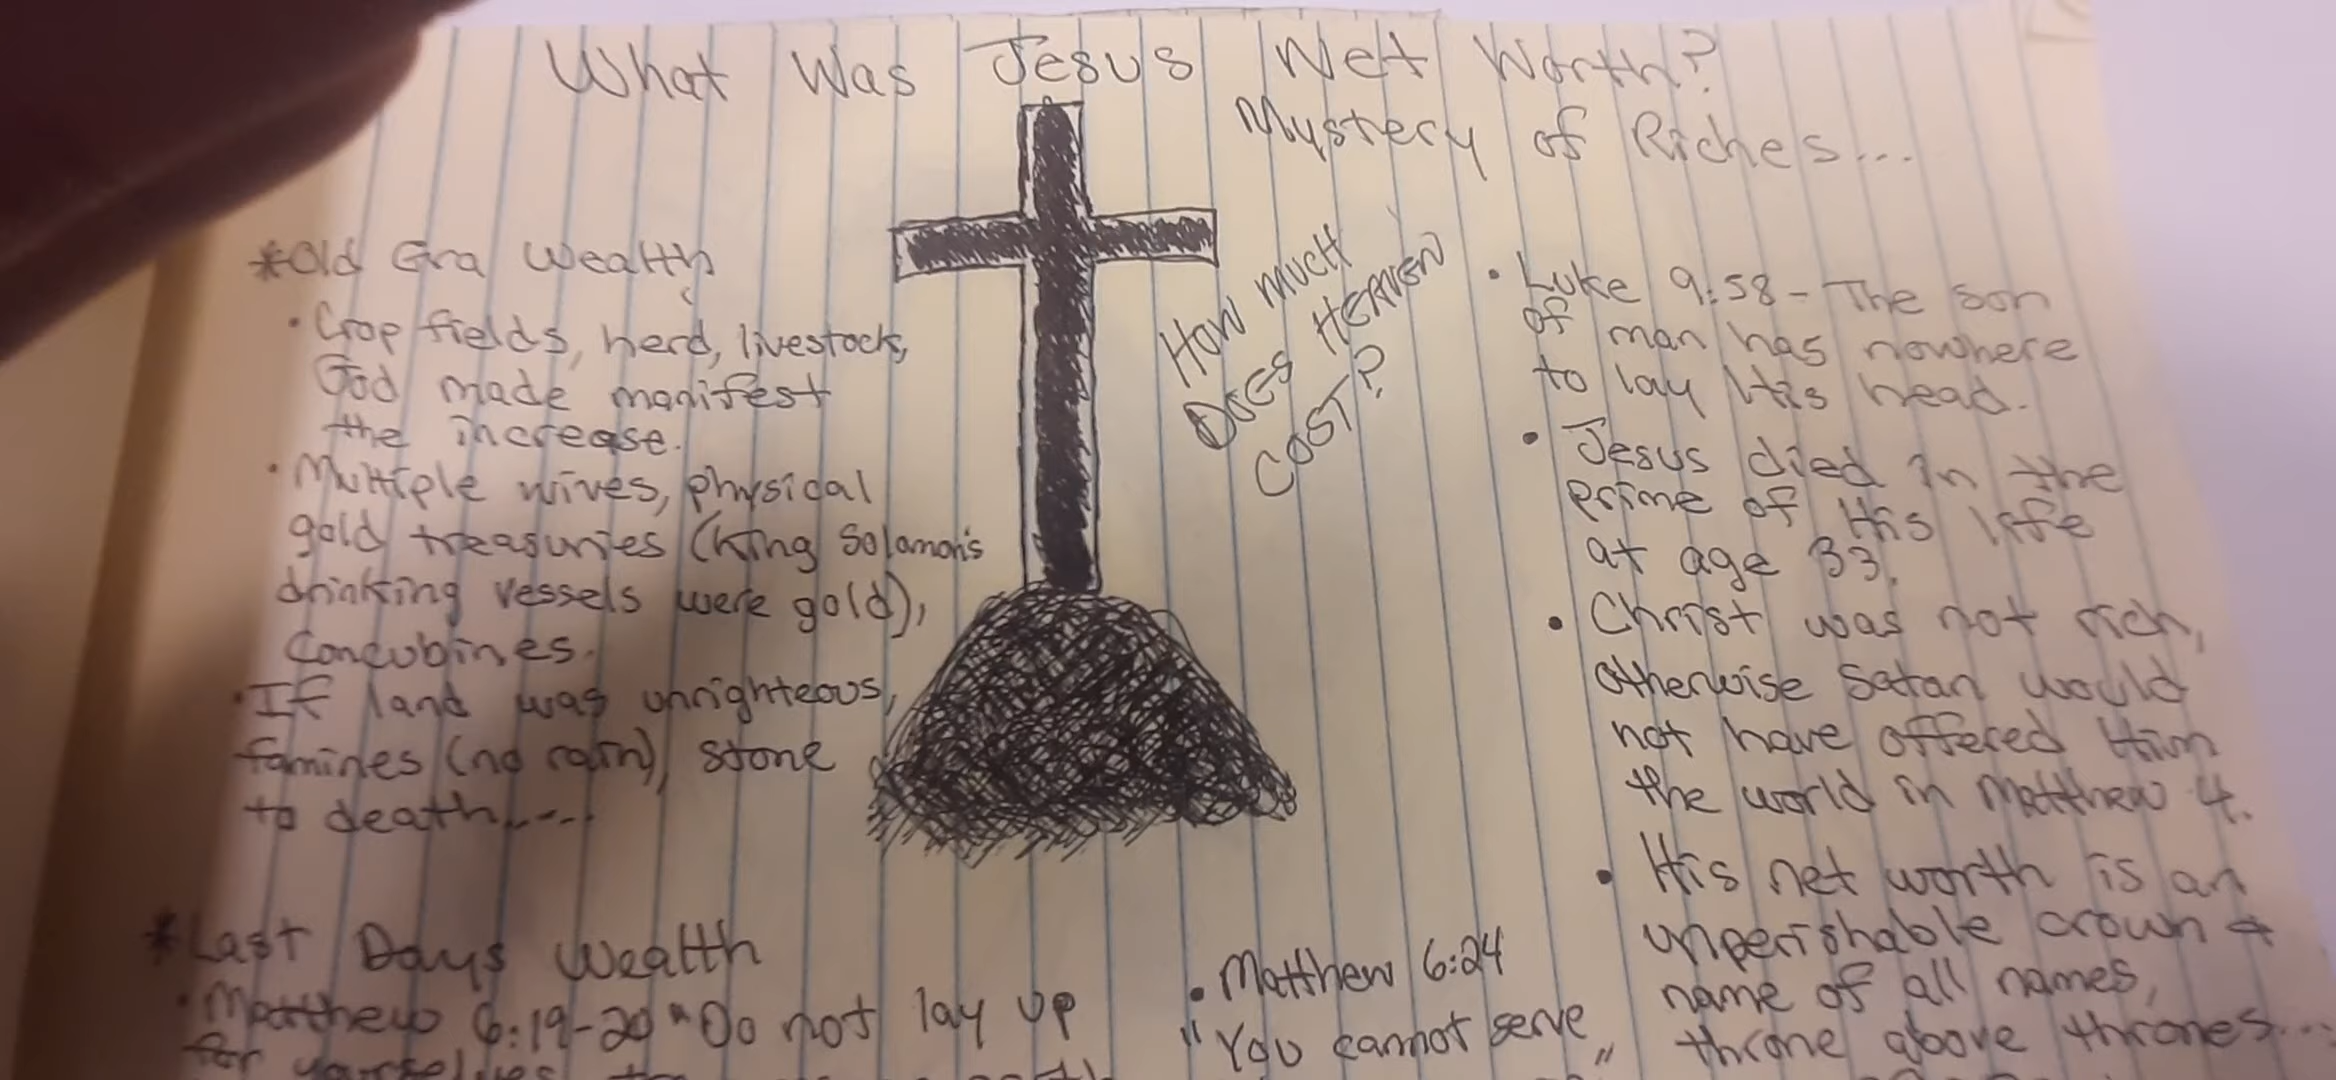 What Was Jesus Net Worth?
Mystery of Riches...
*Old Era Wealth
• Crop fields, herd, livestock,
God made manifest
the increase.
• Multiple wives, physical
gold treasuries (King Solomon's
drinking vessels were gold),
Concubines.
• If land was unrighteous,
famines (no rain), stone
to death,....
HOW MUCH
DOES HEAVEN
COST?
• Luke 9:58 - The son
of man has nowhere
to lay His head.
• Jesus died in the
prime of His life
at age 33.
• Christ was not rich,
otherwise Satan would
not have offered Him
the world in Matthew 4.
• His net worth is an
unperishable crown &
name of all names,
throne above thrones...
*Last Days Wealth
• Matthew 6:19-20 "Do not lay up
for yourselves
• Matthew 6:24
"You cannot serve"